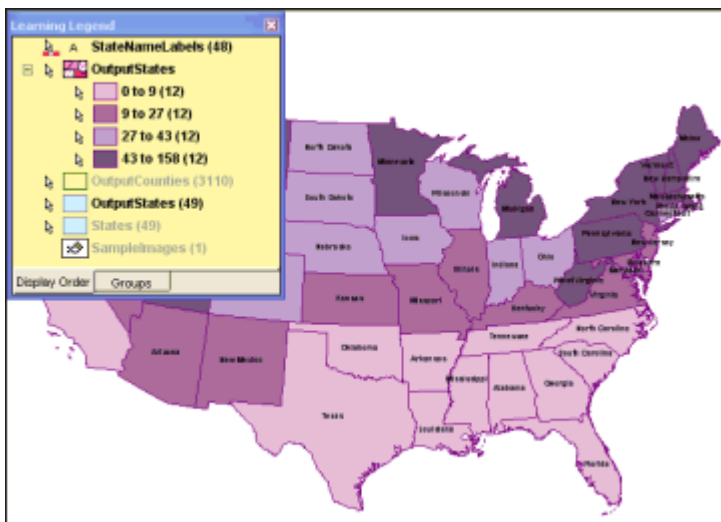 Learning Legend
A StateNameLabels (48)
OutputStates
0 to 9 (12)
9 to 27 (12)
27 to 43 (12)
43 to 158 (12)
OutputCounties (3110)
OutputStates (49)
States (49)
SampleImages (1)
Display Order Groups
North Dakota
Minnesota
Maine
Vermont
New Hampshire
South Dakota
Wisconsin
Michigan
New York
Massachusetts
Pennsylvania
Nebraska
Iowa
New Jersey
Illinois
Indiana
Ohio
West Virginia
Virginia
Kansas
Missouri
Kentucky
North Carolina
Tennessee
Arizona
New Mexico
Oklahoma
Arkansas
South Carolina
Mississippi
Alabama
Georgia
Texas
Louisiana
Florida